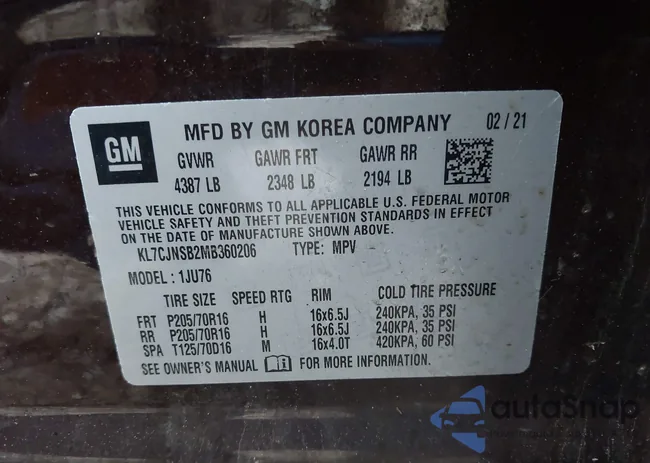 GM
MFD BY GM KOREA COMPANY 02 / 21
GVWR GAWR FRT GAWR RR
4387 LB 2348 LB 2194 LB
THIS VEHICLE CONFORMS TO ALL APPLICABLE U.S. FEDERAL MOTOR
VEHICLE SAFETY AND THEFT PREVENTION STANDARDS IN EFFECT
ON THE DATE OF MANUFACTURE SHOWN ABOVE.
KL7CJNSB2MB360206 TYPE: MPV
MODEL : 1JU76
TIRE SIZE SPEED RTG RIM COLD TIRE PRESSURE
FRT P205/70R16 H 16x6.5J 240KPA, 35 PSI
RR P205/70R16 H 16x6.5J 240KPA, 35 PSI
SPA T125/70D16 M 16x4.0T 420KPA, 60 PSI
SEE OWNER'S MANUAL FOR MORE INFORMATION.
autoSnap